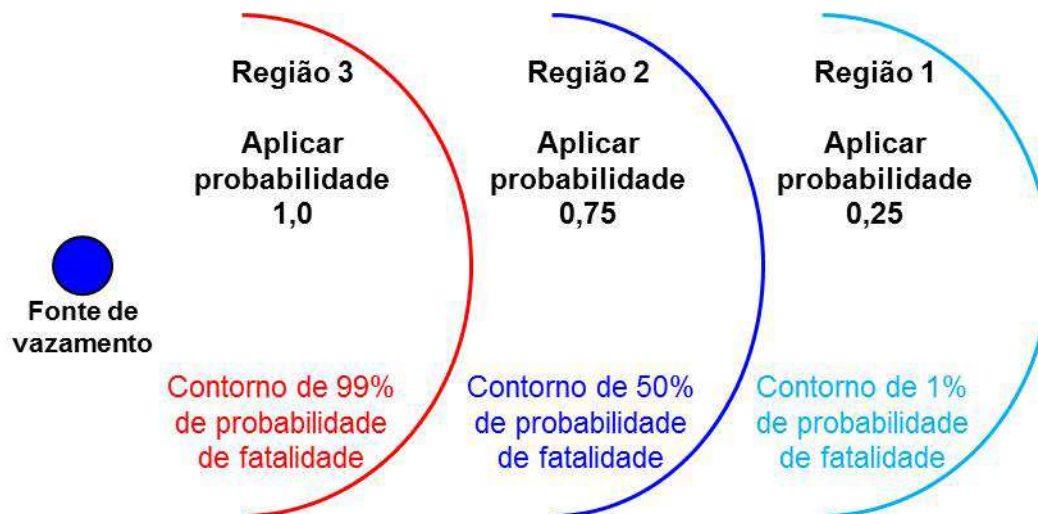 Região 3
Aplicar
probabilidade
1,0
Região 2
Aplicar
probabilidade
0,75
Região 1
Aplicar
probabilidade
0,25
Fonte de
vazamento
Contorno de 99%
de probabilidade
de fatalidade
Contorno de 50%
de probabilidade
de fatalidade
Contorno de 1%
de probabilidade
de fatalidade